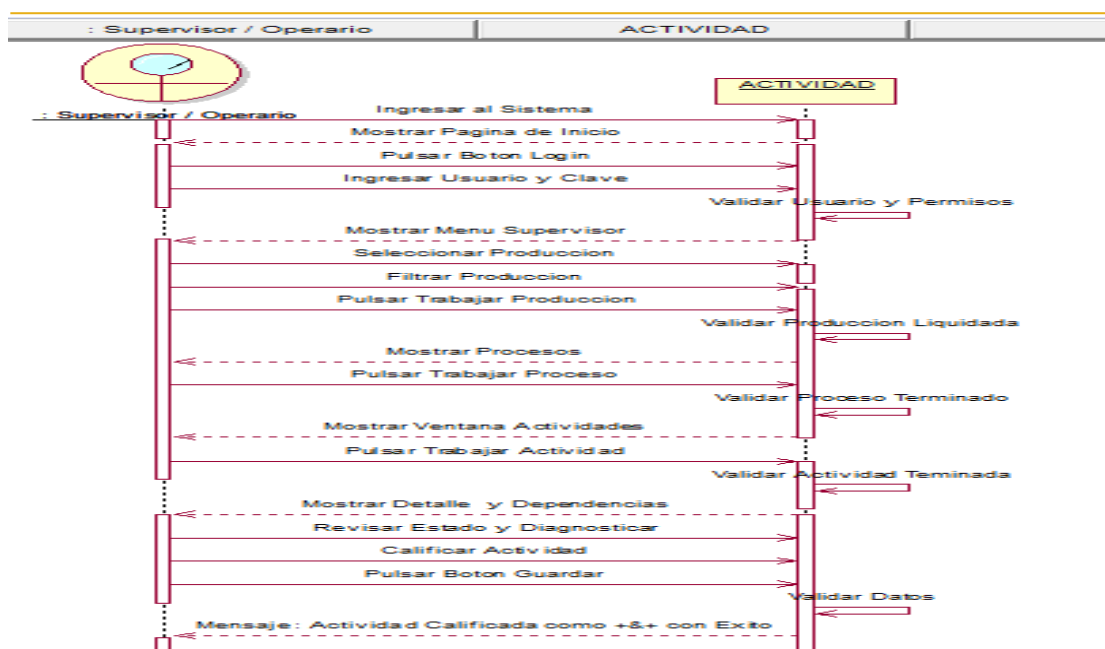 : Supervisor / Operario
ACTIVIDAD
ACTIVIDAD
: Supervisor / Operario
Ingresar al Sistema
Mostrar Pagina de Inicio
Pulsar Boton Login
Ingresar Usuario y Clave
Validar Usuario y Permisos
Mostrar Menu Supervisor
Seleccionar Produccion
Filtrar Produccion
Pulsar Trabajar Produccion
Validar Produccion Liquidada
Mostrar Procesos
Pulsar Trabajar Proceso
Validar Proceso Terminado
Mostrar Ventana Actividades
Pulsar Trabajar Actividad
Validar Actividad Teminada
Mostrar Detalle y Dependencias
Revisar Estado y Diagnosticar
Calificar Actividad
Pulsar Boton Guardar
Validar Datos
Mensaje: Actividad Calificada como +&+ con Exito